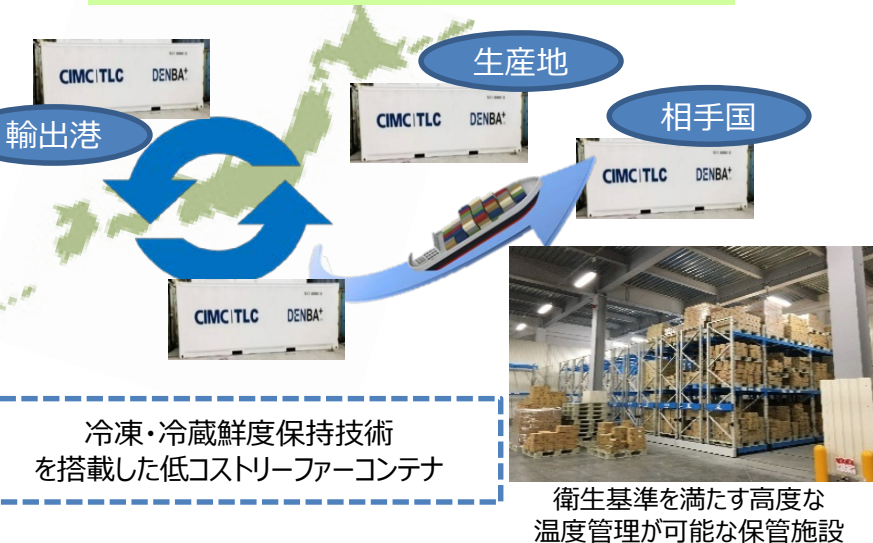 CIMC|TLC DENBA+
生産地
CIMC|TLC DENBA+
相手国
輸出港
CIMC|TLC DENBA+
CIMC|TLC DENBA+
冷凍・冷蔵鮮度保持技術
を搭載した低コストリーファーコンテナ
衛生基準を満たす高度な
温度管理が可能な保管施設